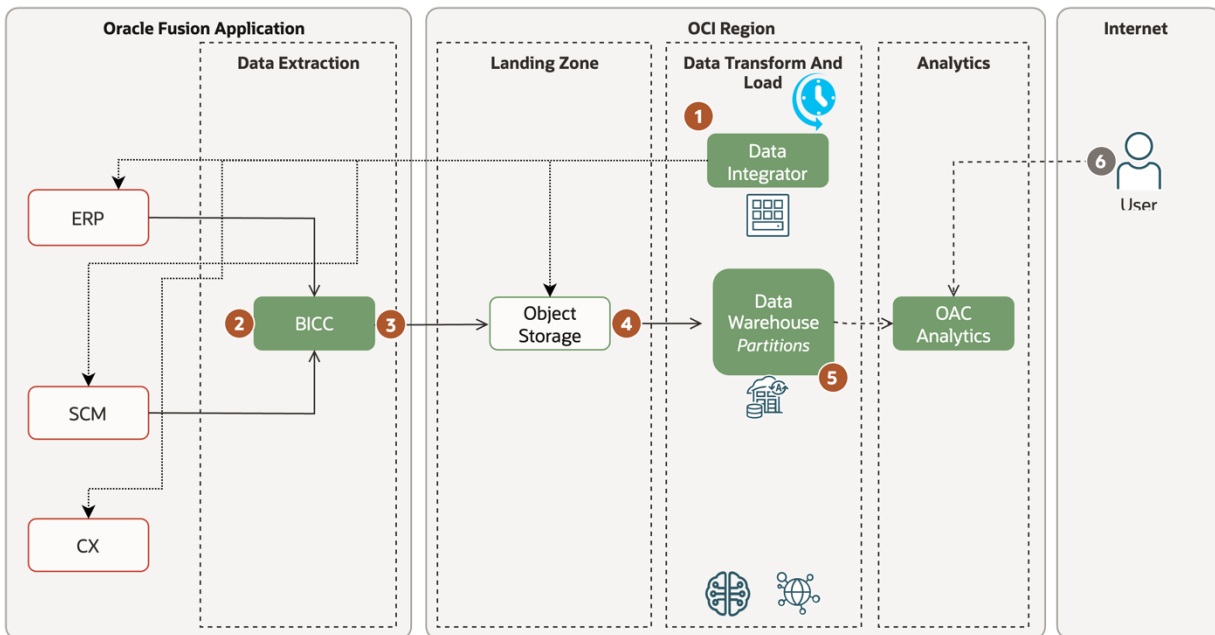 Oracle Fusion Application
OCI Region
Internet
Data Extraction
Landing Zone
Data Transform And
Load
Analytics
1
Data
Integrator
6
User
ERP
2
BICC
3
Object
Storage
4
Data
Warehouse
Partitions
5
A
OAC
Analytics
SCM
CX